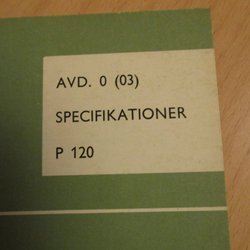 AVD. 0 (03)
SPECIFIKATIONER
P 120